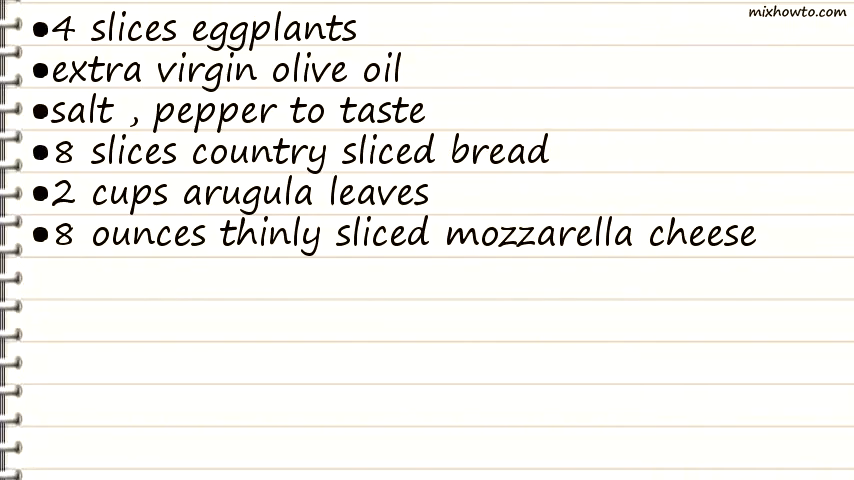 mixhowto.com
•4 slices eggplants
•extra virgin olive oil
•salt , pepper to taste
•8 slices country sliced bread
•2 cups arugula leaves
•8 ounces thinly sliced mozzarella cheese